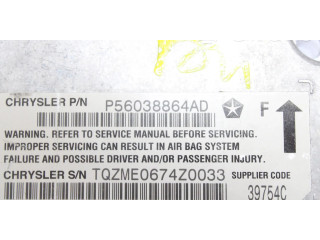 CHRYSLER P/N P56038864AD F
WARNING. REFER TO SERVICE MANUAL BEFORE SERVICING.
IMPROPER SERVICING CAN RESULT IN AIR BAG SYSTEM
FAILURE AND POSSIBLE DRIVER AND/OR PASSENGER INJURY.
CHRYSLER S/N TQZME0674Z0033 SUPPLIER CODE
39754C